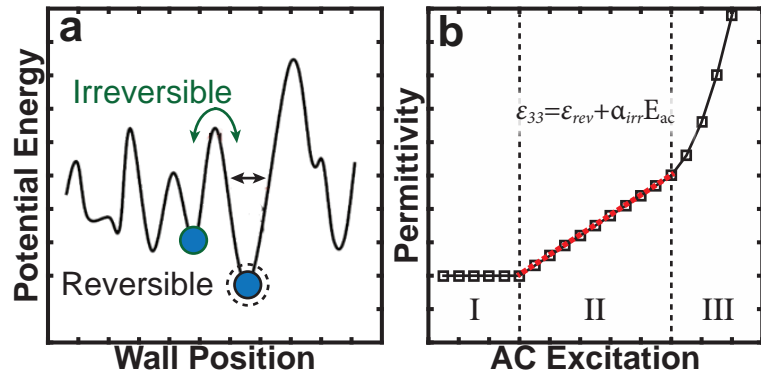 a
Potential Energy
Irreversible
Reversible
Wall Position
b
Permittivity
ε33=εrev+αirrEac
I
II
III
AC Excitation